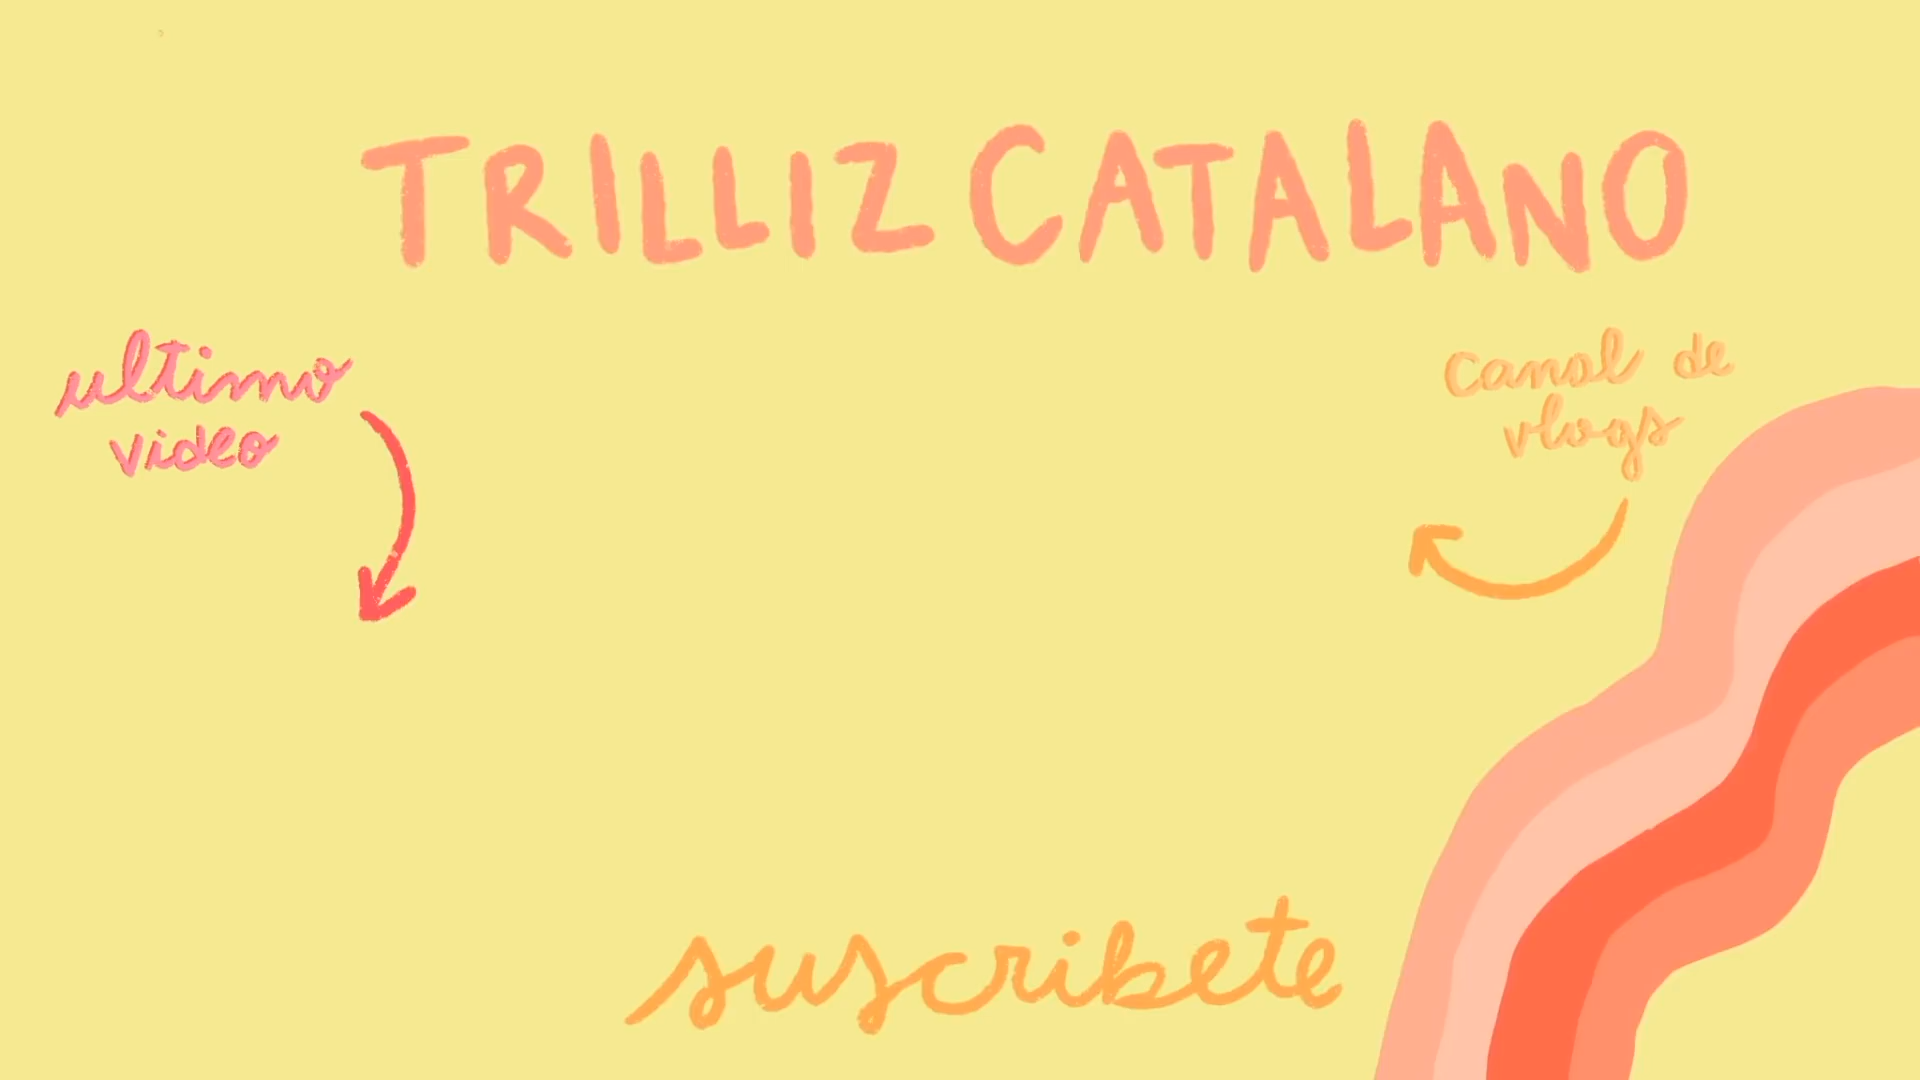 TRILLIZ CATALANO
ultimo
video
canal de
vlogs
suscribete